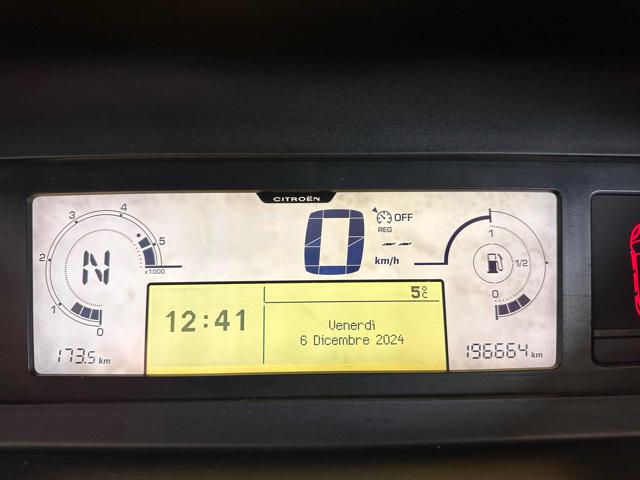 CITROËN
4
3
5
2
x1000
1
0
N
173.5 km
0
REG
OFF
--
km/h
1
1/2
0
12:41
5°C
Venerdì
6 Dicembre 2024
196664 km